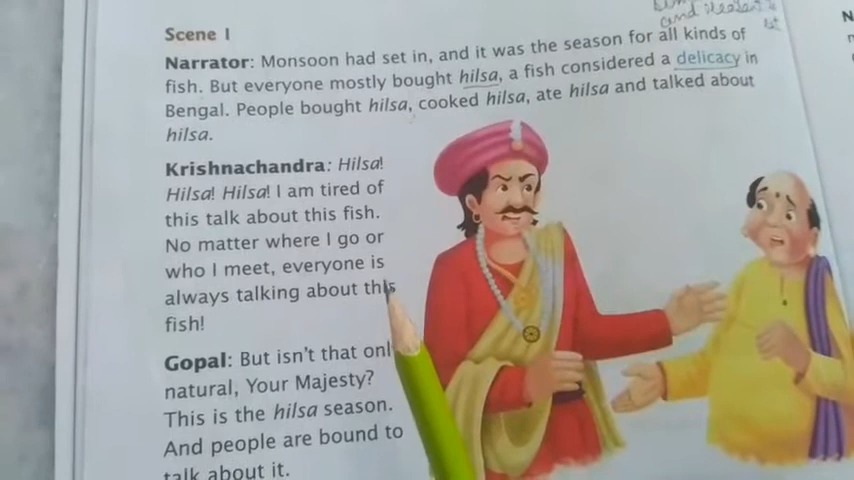 and
Scene 1
Narrator: Monsoon had set in, and it was the season for all kinds of
fish. But everyone mostly bought hilsa, a fish considered a delicacy in
Bengal. People bought hilsa, cooked hilsa, ate hilsa and talked about
hilsa.
Krishnachandra: Hilsa!
Hilsa! Hilsa! I am tired of
this talk about this fish.
No matter where I go or
who I meet, everyone is
always talking about this
fish!
Gopal: But isn't that onl
natural, Your Majesty?
This is the hilsa season.
And people are bound to
talk about it.